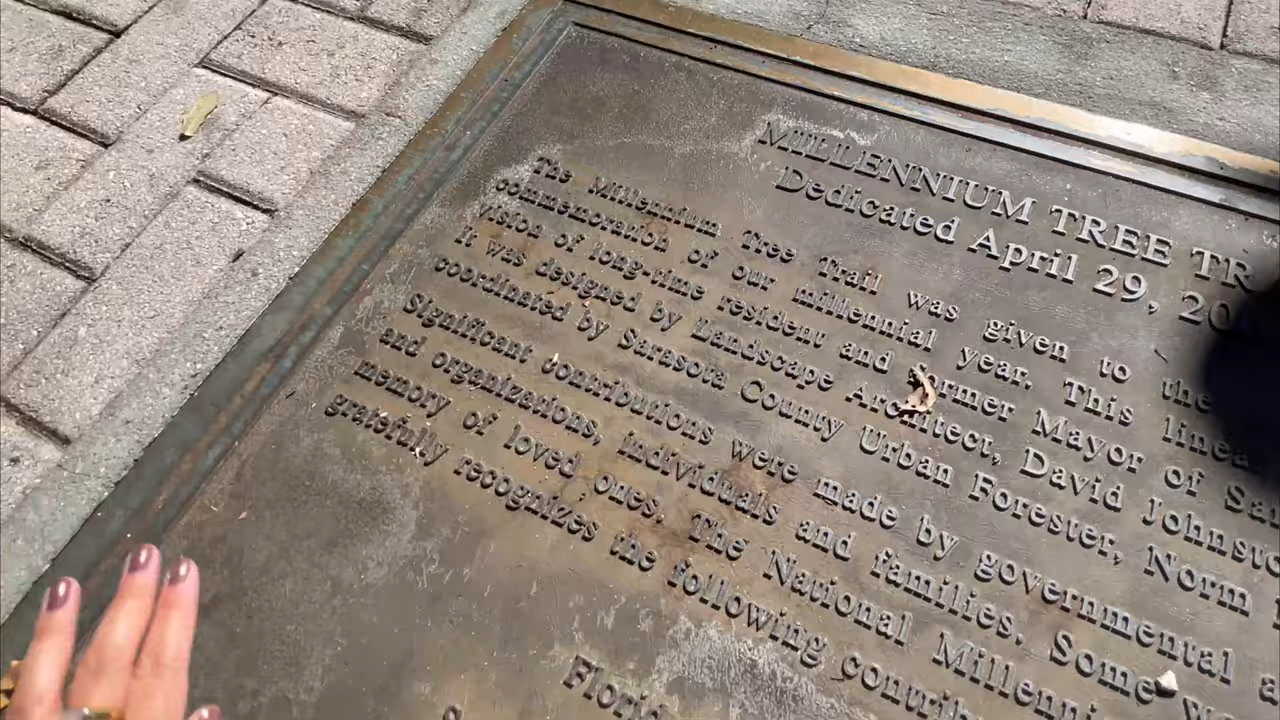 MILLENNIUM TREE TR
Dedicated April 29, 20
The Millennium Tree Trail was given to the
commemoration of our millennial year. This linea
vision of long-time resident and former Mayor of Sar
It was designed by Landscape Architect, David Johnsto
coordinated by Sarasota County Urban Forester, Norm
Significant contributions were made by governmental a
and organizations, individuals and families. Some
memory of loved ones. The National Millenni
gratefully recognizes the following contrib
Florid
S